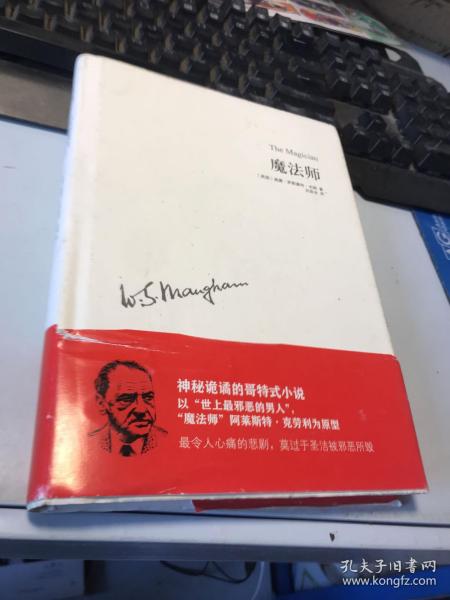 The Magician
魔法师
W.S. Maugham
神秘诡谲的哥特式小说
以“世上最邪恶的男人”，
“魔法师”阿莱斯特·克劳利为原型
最令人心痛的悲剧，莫过于圣洁被邪恶所毁
孔夫子旧书网
www.kongfz.com